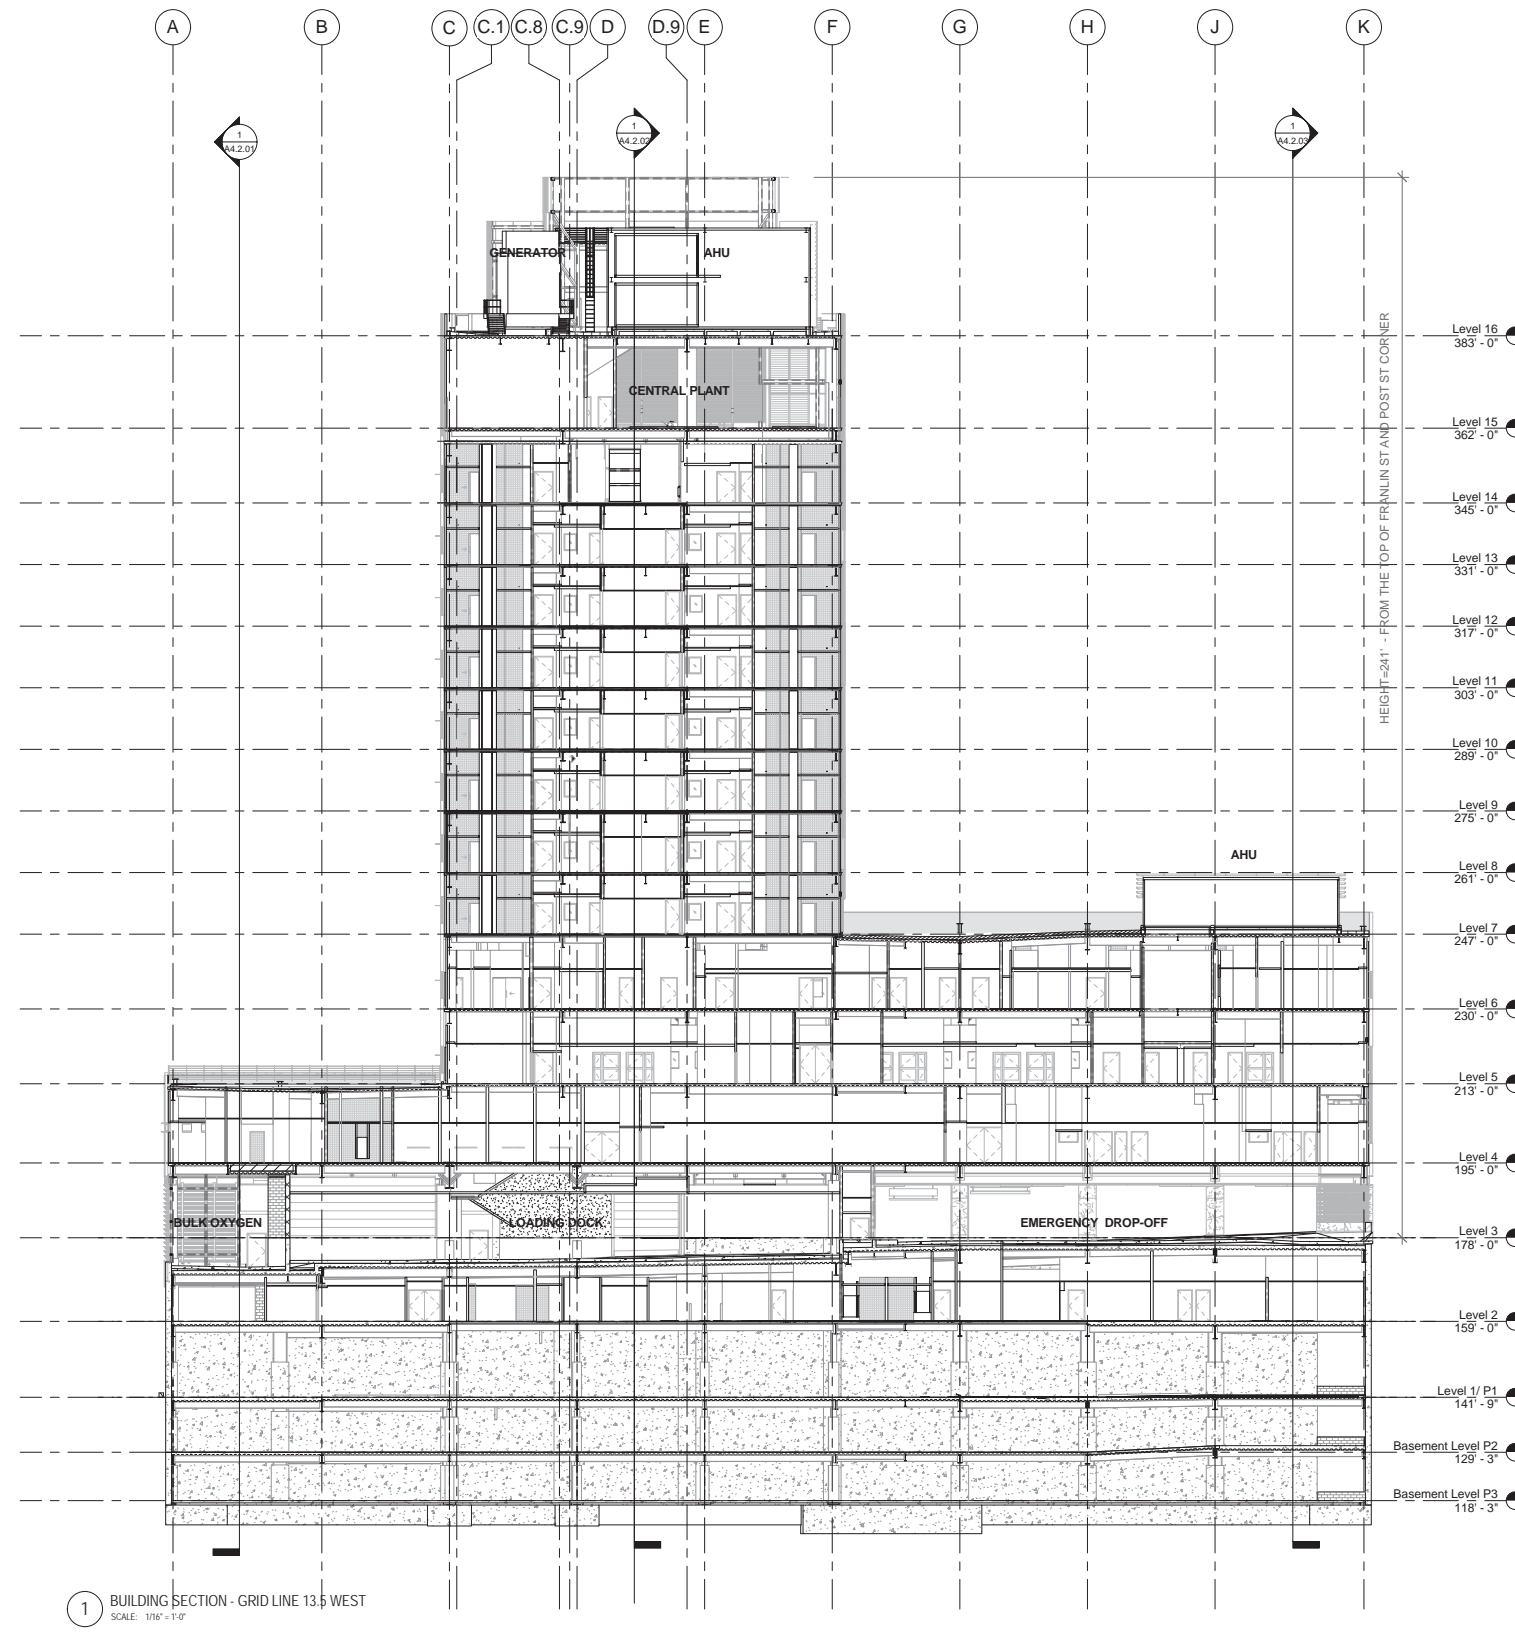 A B C C.1 C.8 C.9 D D.9 E F G H J K
1
A4.2.01
1
A4.2.02
1
A4.2.03
GENERATOR
AHU
Level 16
383' - 0"
CENTRAL PLANT
Level 15
362' - 0"
Level 14
345' - 0"
Level 13
331' - 0"
Level 12
317' - 0"
Level 11
303' - 0"
Level 10
289' - 0"
Level 9
275' - 0"
HEIGHT=241' - FROM THE TOP OF FRANLIN ST AND POST ST CORNER
AHU
Level 8
261' - 0"
Level 7
247' - 0"
Level 6
230' - 0"
Level 5
213' - 0"
Level 4
195' - 0"
BULK OXYGEN
LOADING DOCK
EMERGENCY DROP-OFF
Level 3
178' - 0"
Level 2
159' - 0"
Level 1/ P1
141' - 9"
Basement Level P2
129' - 3"
Basement Level P3
118' - 3"
1
BUILDING SECTION - GRID LINE 13.5 WEST
SCALE: 1/16" = 1'-0"